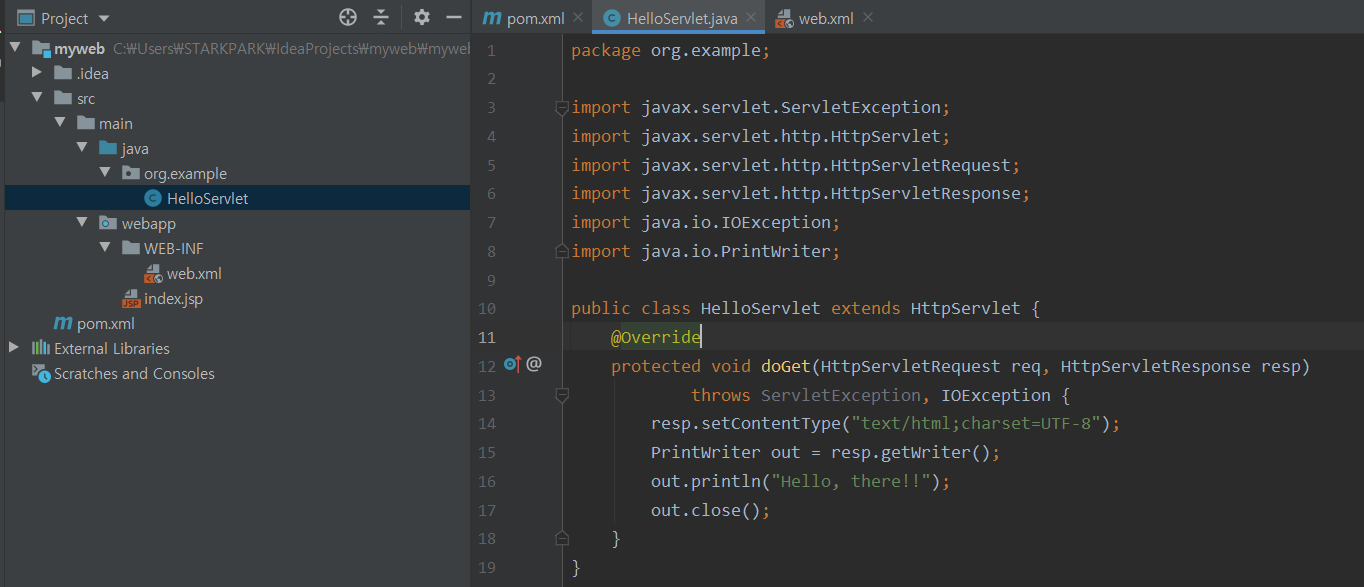 Project
myweb C:₩Users₩STARKPARK₩IdeaProjects₩myweb₩myweb
.idea
src
main
java
org.example
HelloServlet
webapp
WEB-INF
web.xml
index.jsp
pom.xml
External Libraries
Scratches and Consoles
pom.xml HelloServlet.java web.xml
1 package org.example;
2
3 import javax.servlet.ServletException;
4 import javax.servlet.http.HttpServlet;
5 import javax.servlet.http.HttpServletRequest;
6 import javax.servlet.http.HttpServletResponse;
7 import java.io.IOException;
8 import java.io.PrintWriter;
9
10 public class HelloServlet extends HttpServlet {
11 @Override
12 @ protected void doGet(HttpServletRequest req, HttpServletResponse resp)
13 throws ServletException, IOException {
14 resp.setContentType("text/html;charset=UTF-8");
15 PrintWriter out = resp.getWriter();
16 out.println("Hello, there!!");
17 out.close();
18 }
19 }